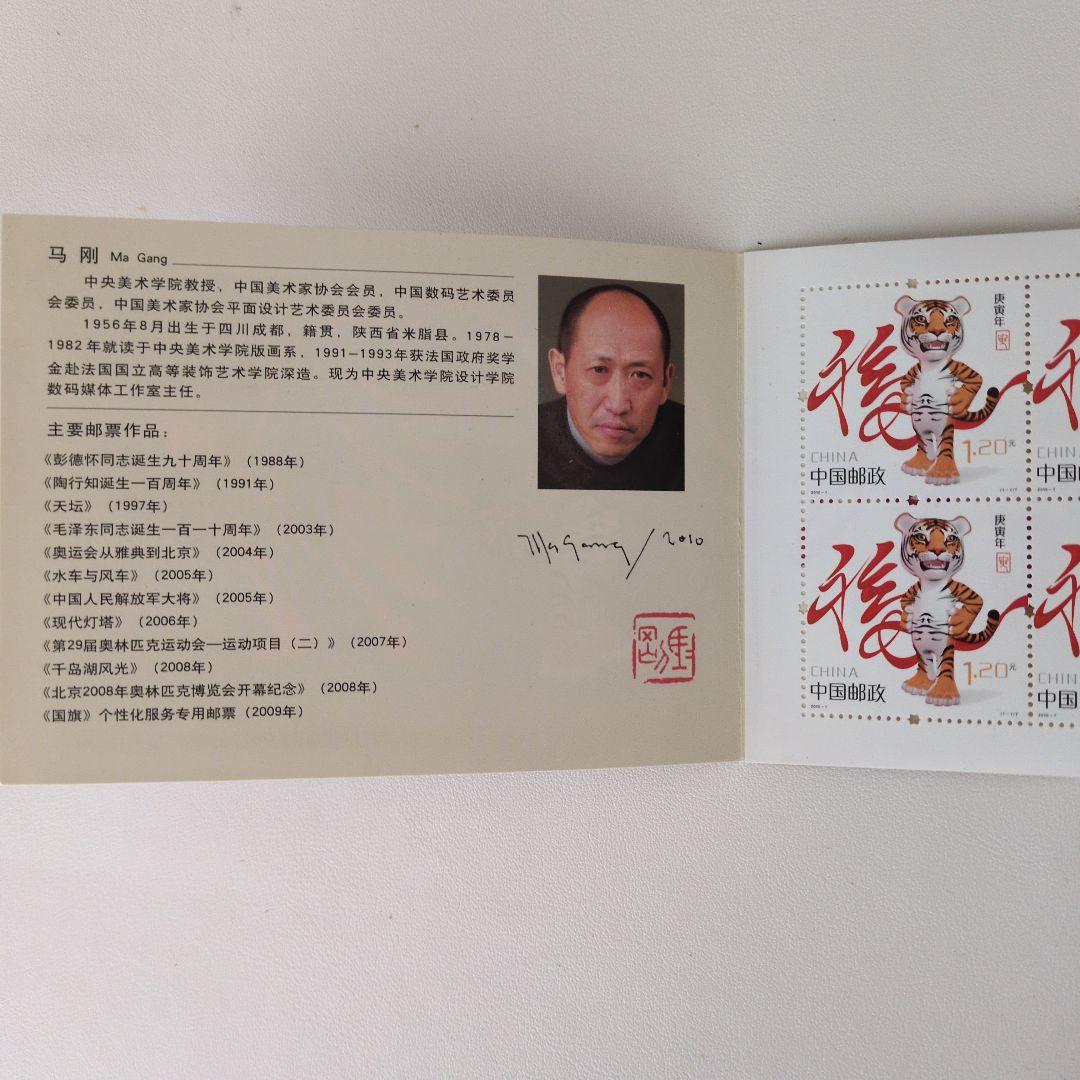 马 刚 Ma Gang
中央美术学院教授，中国美术家协会会员，中国数码艺术委员
会委员，中国美术家协会平面设计艺术委员会委员。
1956年8月出生于四川成都，籍贯，陕西省米脂县。1978-
1982年就读于中央美术学院版画系，1991-1993年获法国政府奖学
金赴法国国立高等装饰艺术学院深造。现为中央美术学院设计学院
数码媒体工作室主任。
主要邮票作品：
《彭德怀同志诞生九十周年》（1988年）
《陶行知诞生一百周年》（1991年）
《天坛》（1997年）
《毛泽东同志诞生一百一十周年》（2003年）
《奥运会从雅典到北京》（2004年）
《水车与风车》（2005年）
《中国人民解放军大将》（2005年）
《现代灯塔》（2006年）
《第29届奥林匹克运动会—运动项目（二）》（2007年）
《千岛湖风光》（2008年）
《北京2008年奥林匹克博览会开幕纪念》（2008年）
《国旗》个性化服务专用邮票（2009年）
MaGang/2010
庚寅年
福
1.20元
CHINA
中国邮政
2010-1
(1-1)T
CHINA
中国
庚寅年
福
1.20元
CHINA
中国邮政
2010-1
(1-1)T
CHINA
中国